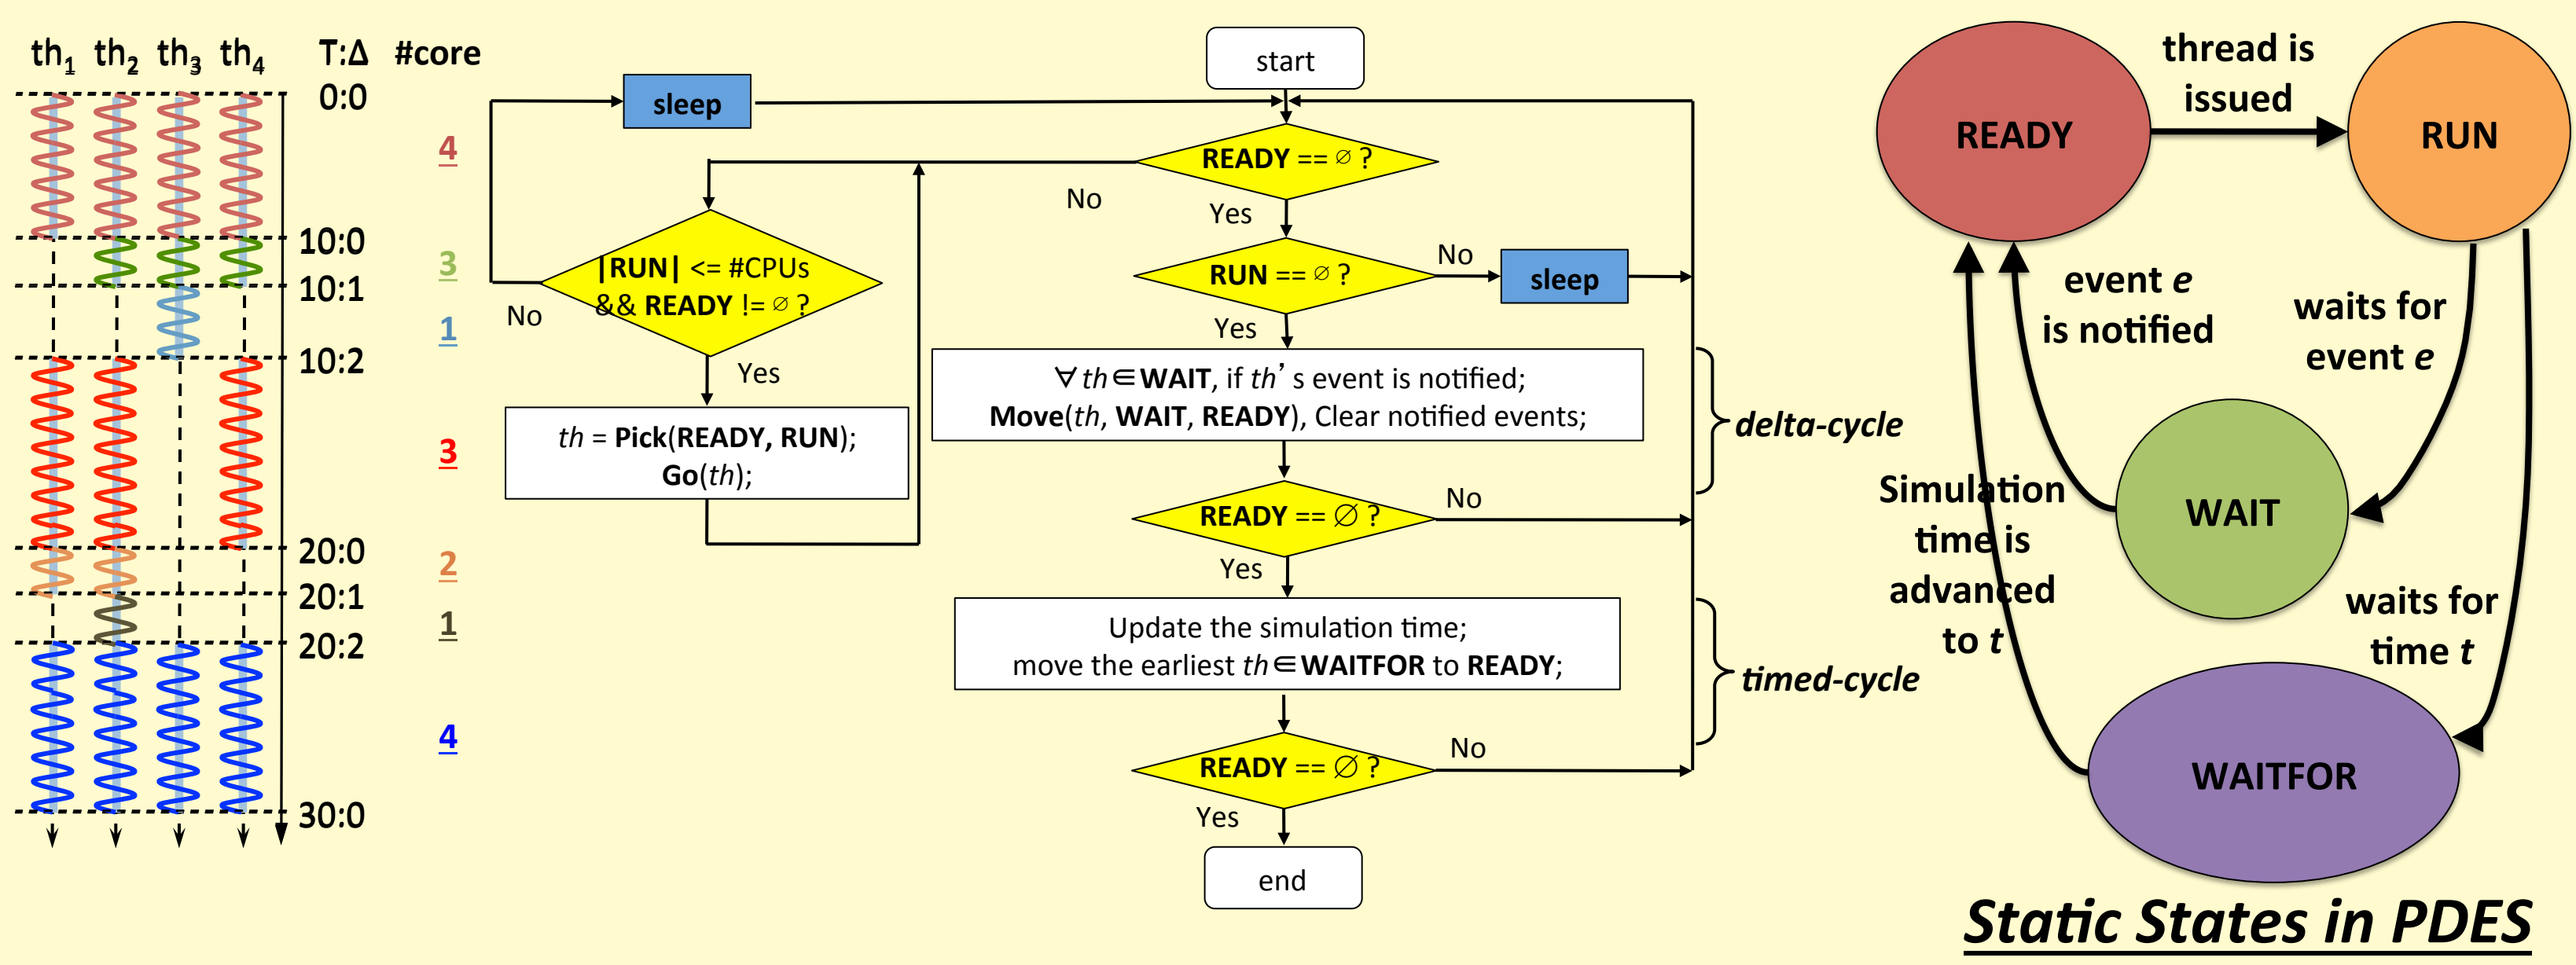 th1 th2 th3 th4 T:Δ #core
0:0
4
10:0
3
10:1
1
10:2
3
20:0
2
20:1
1
20:2
4
30:0
start
sleep
READY == ∅ ?
No
Yes
|RUN| <= #CPUs
&& READY != ∅ ?
No
Yes
th = Pick(READY, RUN);
Go(th);
RUN == ∅ ?
No
sleep
Yes
∀ th∈WAIT, if th’ s event is notified;
Move(th, WAIT, READY), Clear notified events;
delta-cycle
READY == ∅ ?
No
Yes
Update the simulation time;
move the earliest th∈WAITFOR to READY;
timed-cycle
READY == ∅ ?
No
Yes
end
READY
thread is
issued
RUN
event e
is notified
waits for
event e
WAIT
Simulation
time is
advanced
to t
waits for
time t
WAITFOR
Static States in PDES